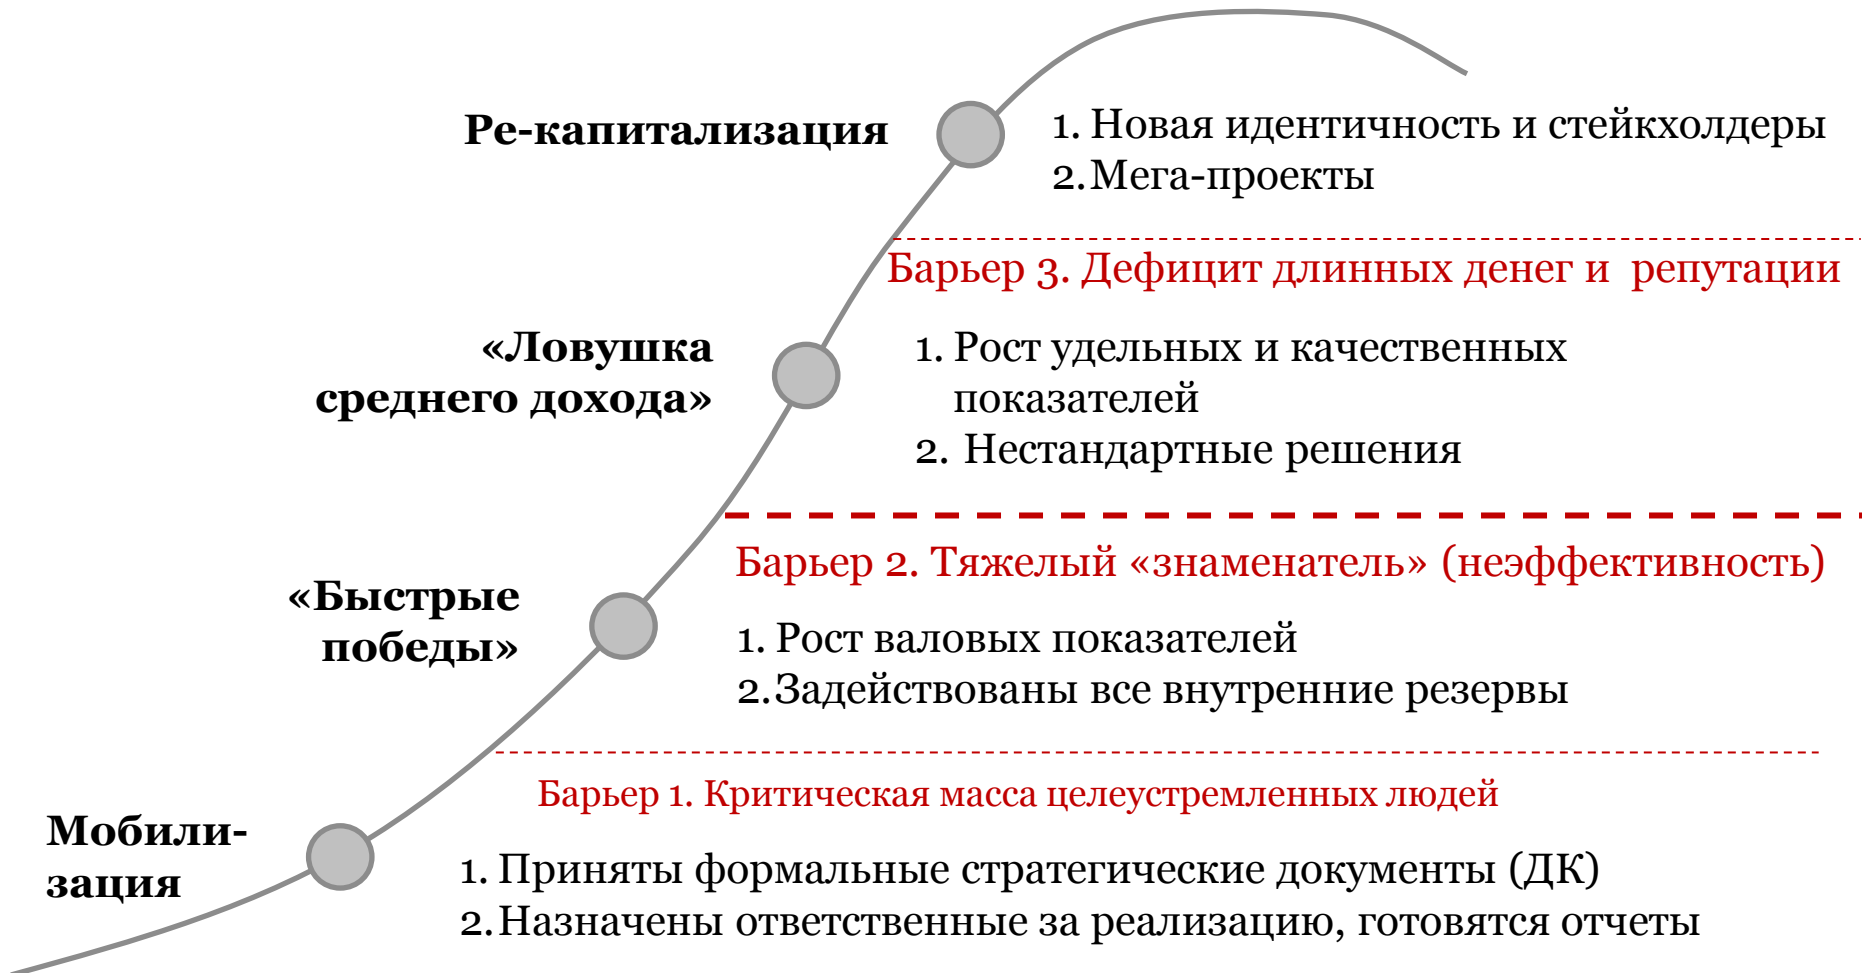 Ре-капитализация
1. Новая идентичность и стейкхолдеры
2. Мега-проекты
Барьер 3. Дефицит длинных денег и репутации
«Ловушка
среднего дохода»
1. Рост удельных и качественных
показателей
2. Нестандартные решения
Барьер 2. Тяжелый «знаменатель» (неэффективность)
«Быстрые
победы»
1. Рост валовых показателей
2. Задействованы все внутренние резервы
Барьер 1. Критическая масса целеустремленных людей
Мобили-
зация
1. Приняты формальные стратегические документы (ДК)
2. Назначены ответственные за реализацию, готовятся отчеты